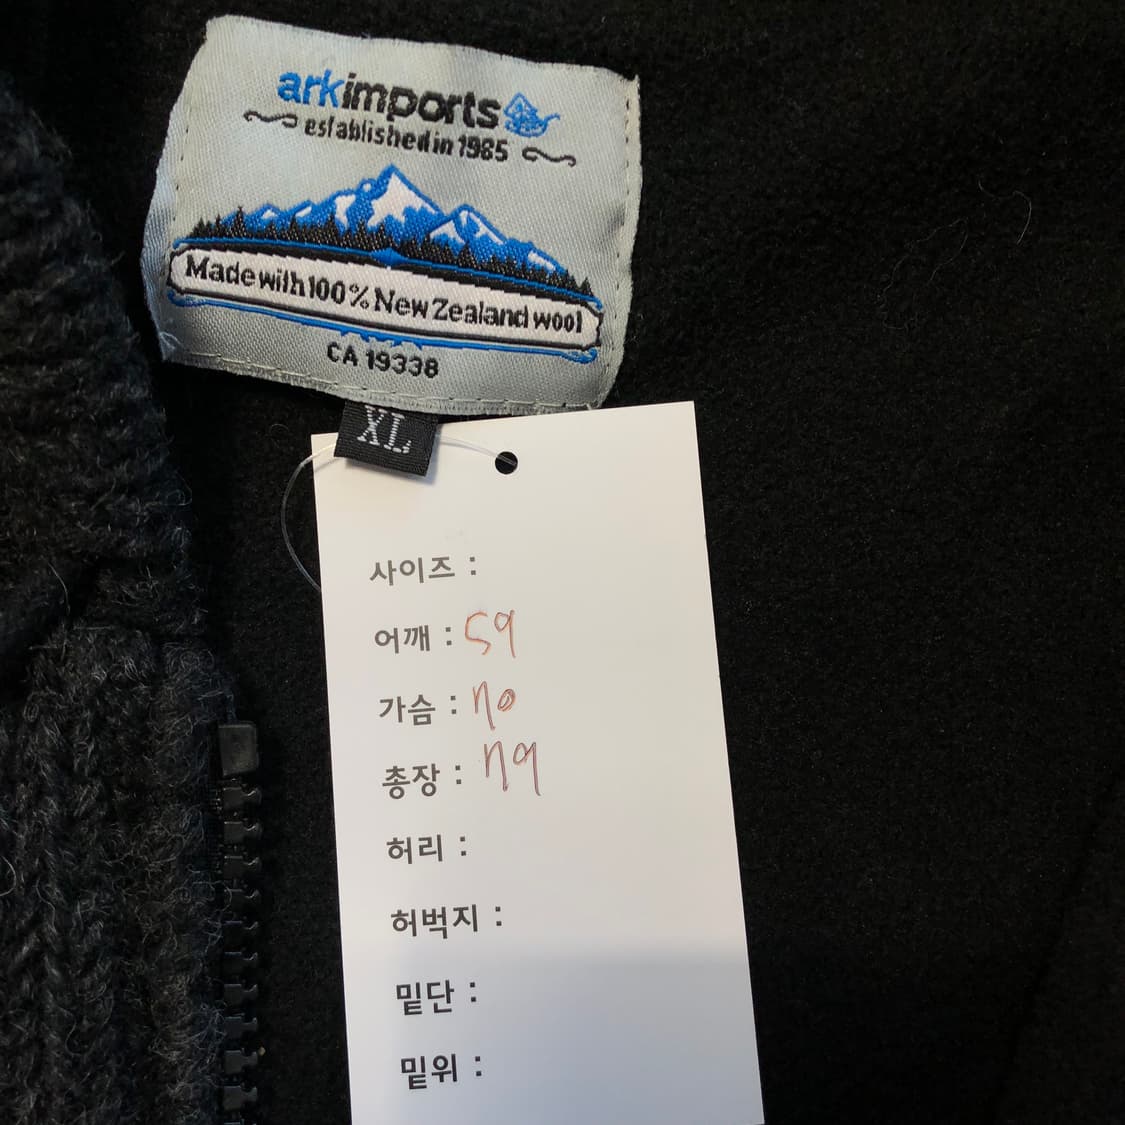 arkimports
established in 1985
Made with 100% New Zealand wool
CA 19338
XL
사이즈 :
어깨 : 59
가슴 : 70
총장 : 79
허리 :
허벅지 :
밑단 :
밑위 :